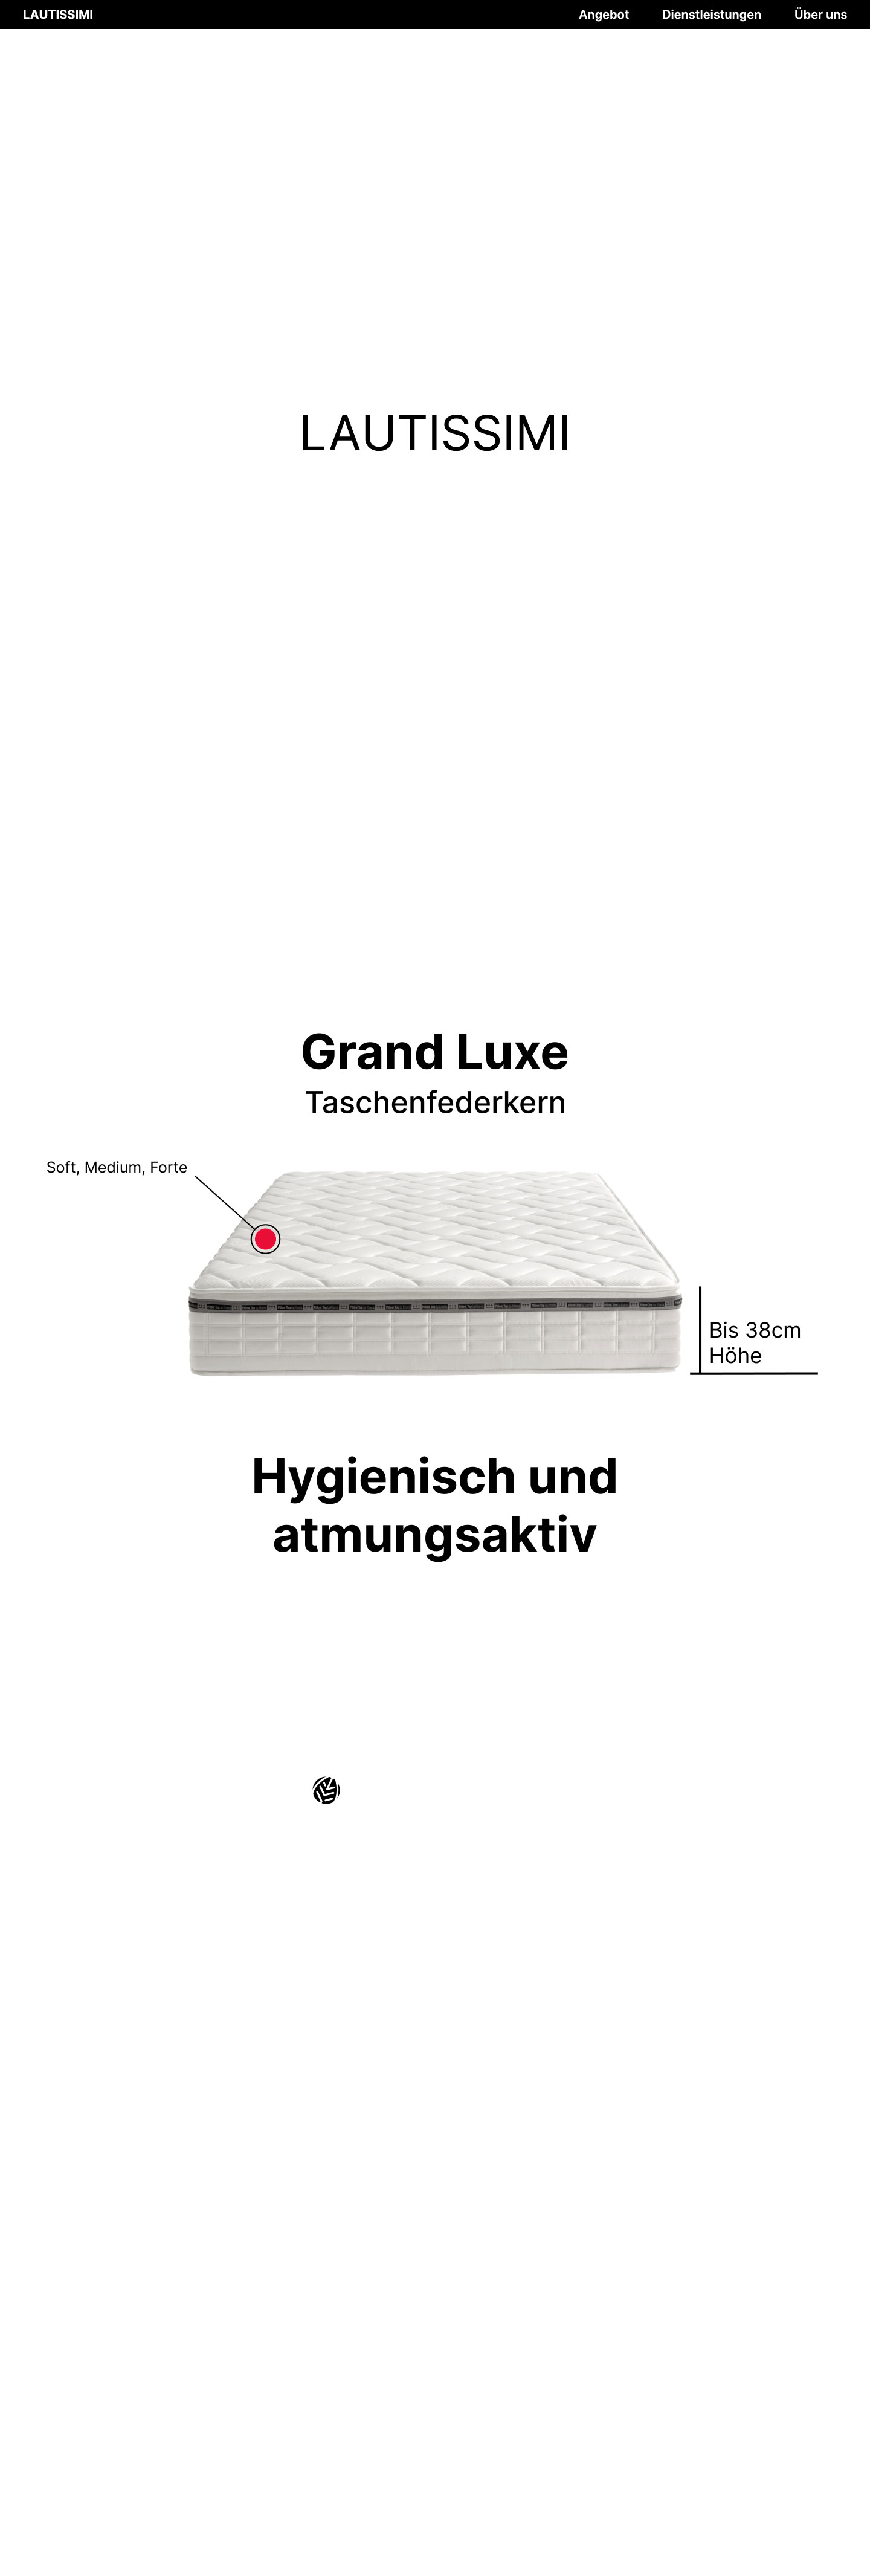 LAUTISSIMI
Angebot
Dienstleistungen
Über uns
LAUTISSIMI
Grand Luxe
Taschenfederkern
Soft, Medium, Forte
Bis 38cm
Höhe
Hygienisch und
atmungsaktiv